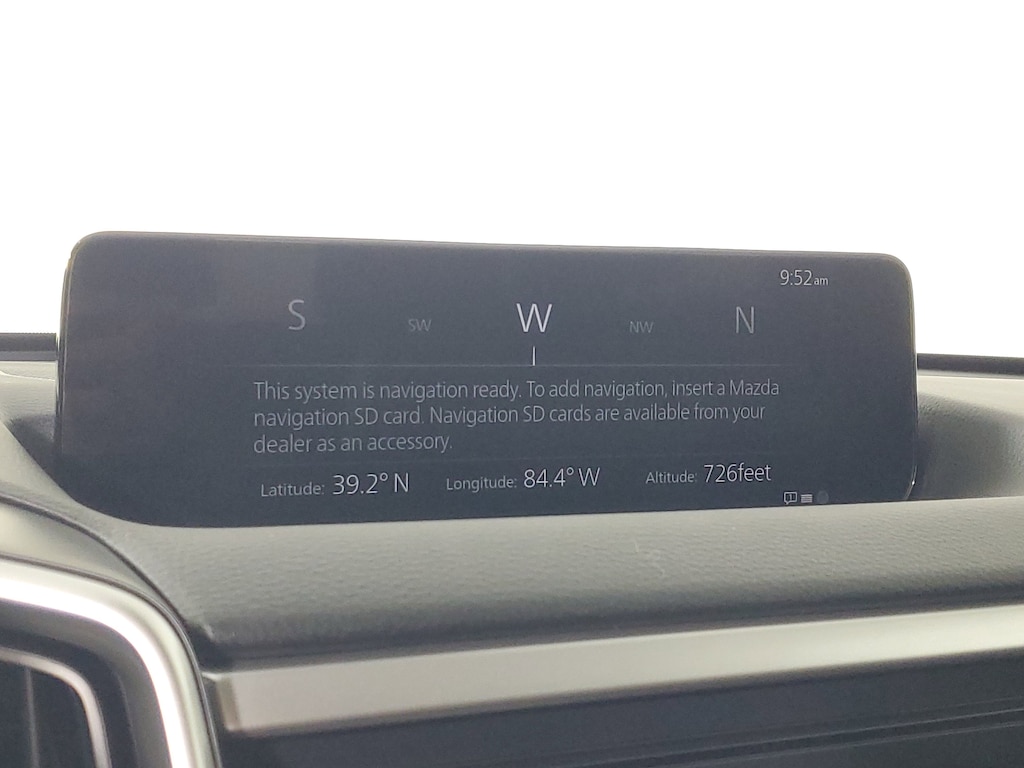 9:52am
S SW W NW N
This system is navigation ready. To add navigation, insert a Mazda
navigation SD card. Navigation SD cards are available from your
dealer as an accessory.
Latitude: 39.2° N Longitude: 84.4° W Altitude: 726feet